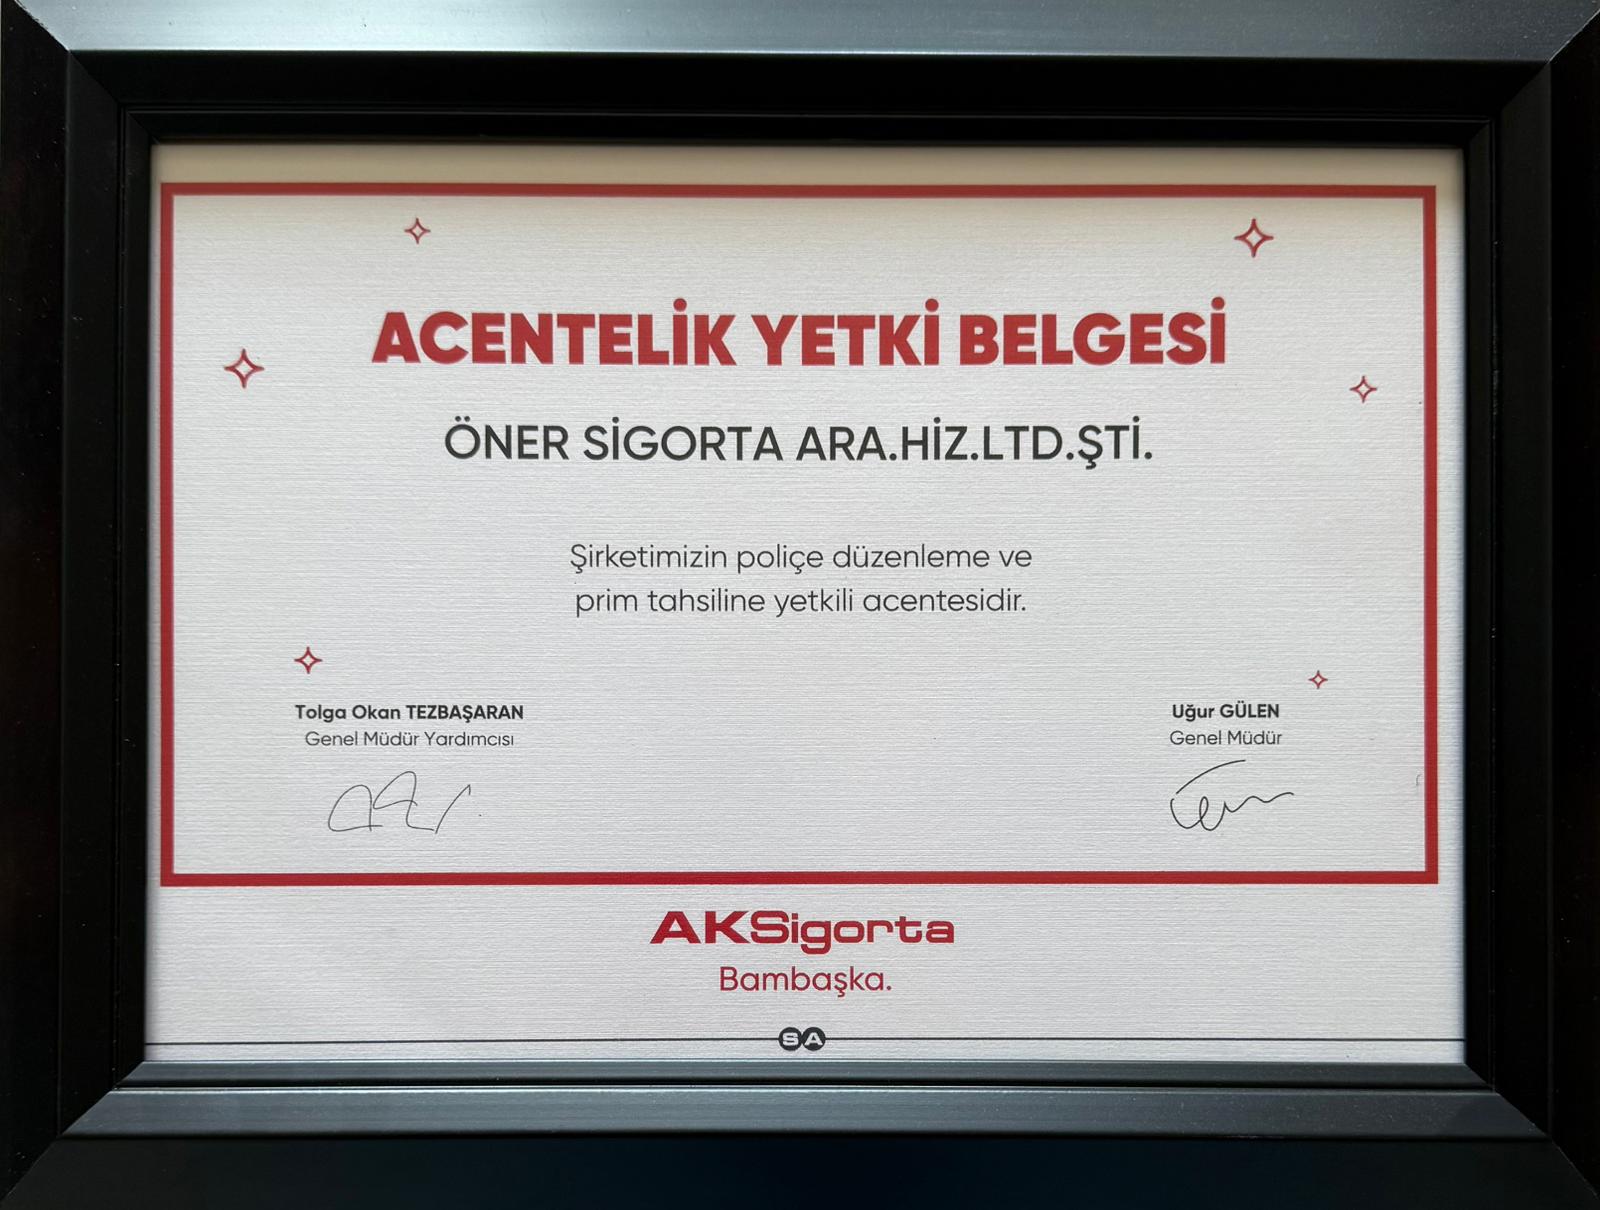 ACENTELİK YETKİ BELGESİ
ÖNER SİGORTA ARA.HİZ.LTD.ŞTİ.
Şirketimizin poliçe düzenleme ve
prim tahsiline yetkili acentesidir.
Tolga Okan TEZBAŞARAN
Genel Müdür Yardımcısı
Uğur GÜLEN
Genel Müdür
AKSigorta
Bambaşka.
SA